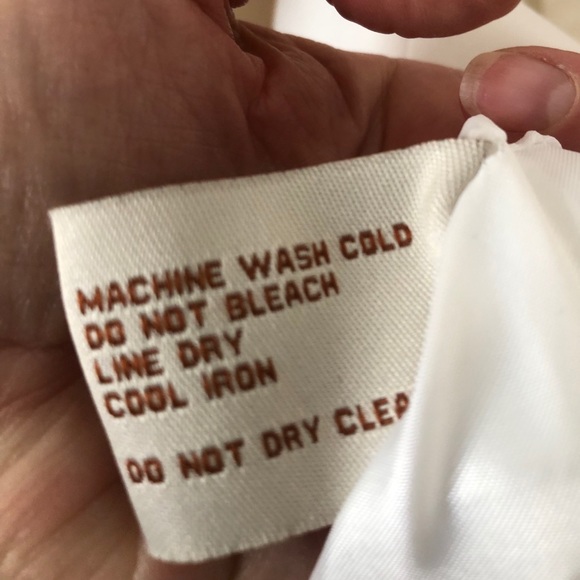 MACHINE WASH COLD
DO NOT BLEACH
LINE DRY
COOL IRON
DO NOT DRY CLEA